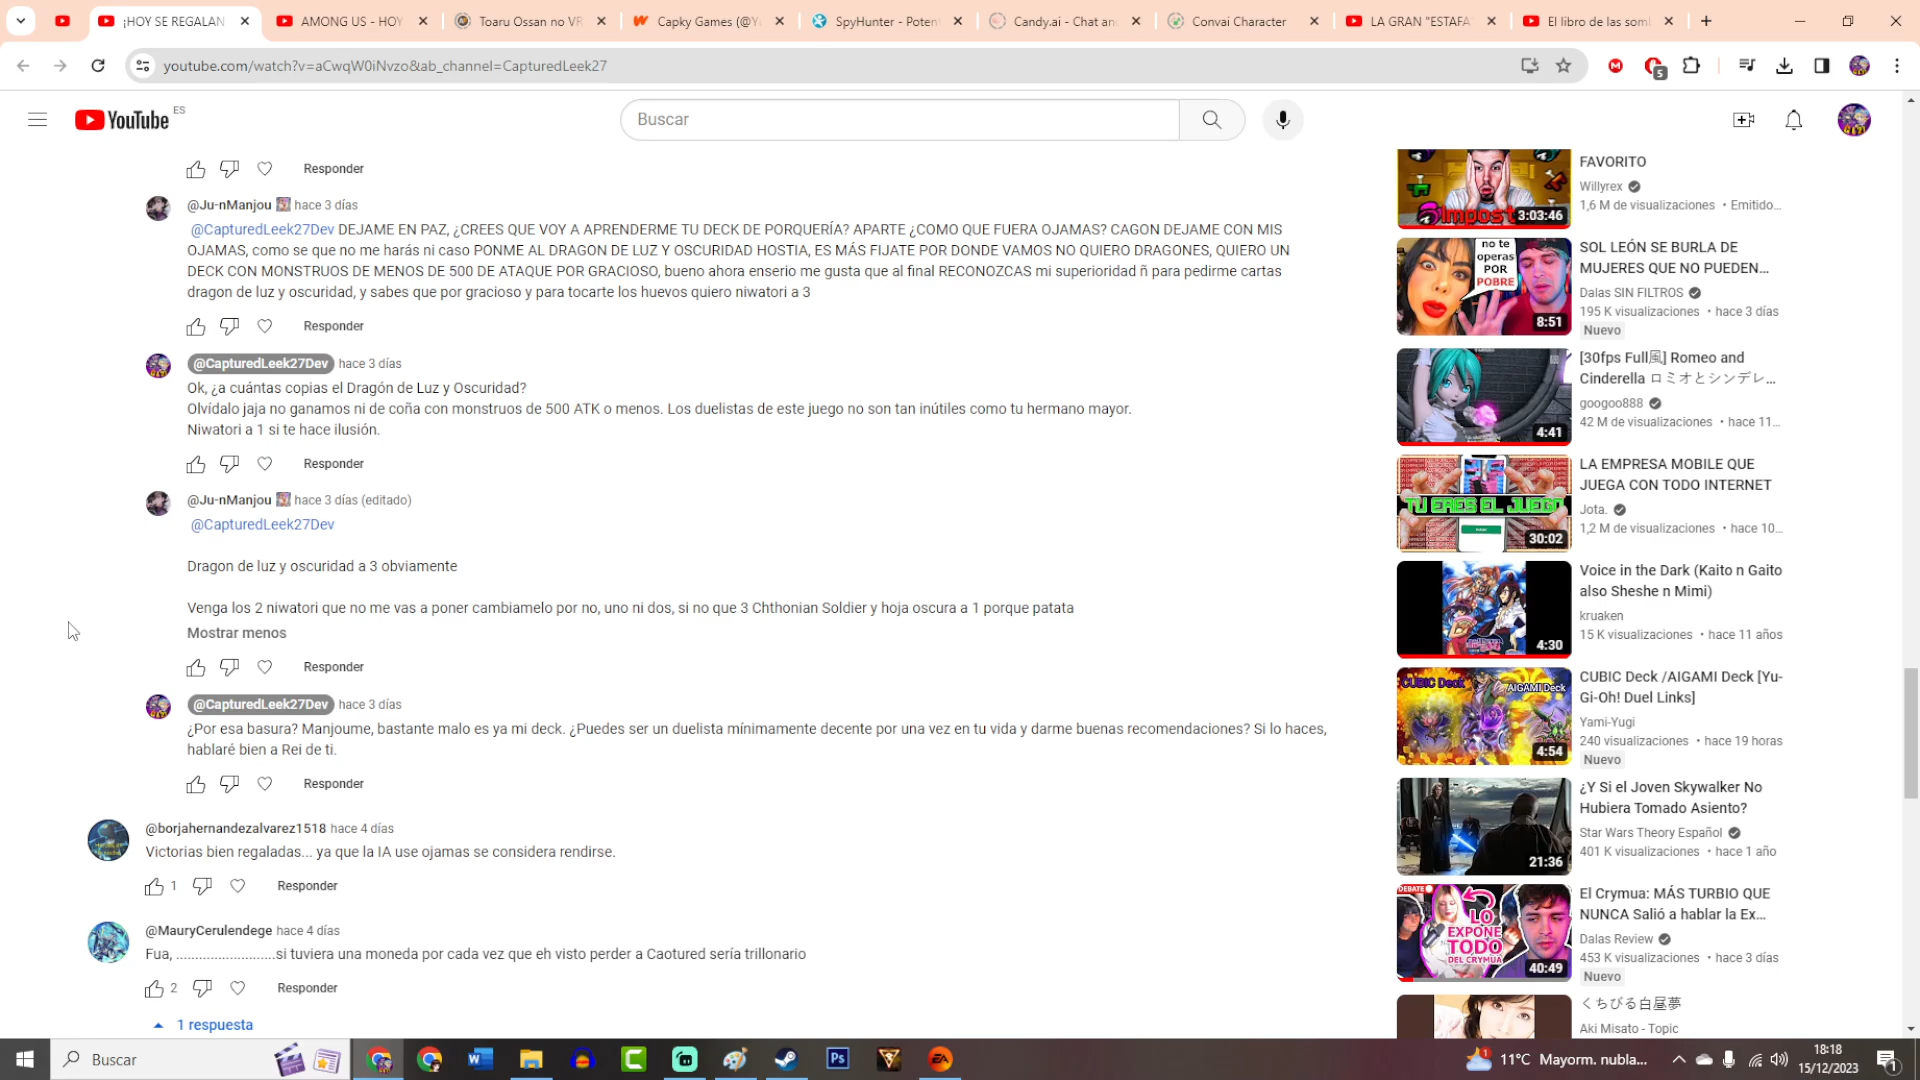 ¡HOY SE REGALAN
AMONG US - HOY
Toaru Ossan no VR
Capky Games (@Y
SpyHunter - Poten
Candy.ai - Chat an
Convai Character
LA GRAN "ESTAFA"
El libro de las som
youtube.com/watch?v=aCwqW0iNvzo&ab_channel=CapturedLeek27
5
YouTube ES
Buscar
Responder
@Ju-nManjou hace 3 días
@CapturedLeek27Dev DEJAME EN PAZ, ¿CREES QUE VOY A APRENDERME TU DECK DE PORQUERÍA? APARTE ¿COMO QUE FUERA OJAMAS? CAGON DEJAME CON MIS
OJAMAS, como se que no me harás ni caso PONME AL DRAGON DE LUZ Y OSCURIDAD HOSTIA, ES MÁS FIJATE POR DONDE VAMOS NO QUIERO DRAGONES, QUIERO UN
DECK CON MONSTRUOS DE MENOS DE 500 DE ATAQUE POR GRACIOSO, bueno ahora enserio me gusta que al final RECONOZCAS mi superioridad ñ para pedirme cartas
dragon de luz y oscuridad, y sabes que por gracioso y para tocarte los huevos quiero niwatori a 3
Responder
@CapturedLeek27Dev hace 3 días
Ok, ¿a cuántas copias el Dragón de Luz y Oscuridad?
Olvídalo jaja no ganamos ni de coña con monstruos de 500 ATK o menos. Los duelistas de este juego no son tan inútiles como tu hermano mayor.
Niwatori a 1 si te hace ilusión.
Responder
@Ju-nManjou hace 3 días (editado)
@CapturedLeek27Dev
Dragon de luz y oscuridad a 3 obviamente
Venga los 2 niwatori que no me vas a poner cambiamelo por no, uno ni dos, si no que 3 Chthonian Soldier y hoja oscura a 1 porque patata
Mostrar menos
Responder
@CapturedLeek27Dev hace 3 días
¿Por esa basura? Manjoume, bastante malo es ya mi deck. ¿Puedes ser un duelista mínimamente decente por una vez en tu vida y darme buenas recomendaciones? Si lo haces,
hablaré bien a Rei de ti.
Responder
@borjahernandezalvarez1518 hace 4 días
Victorias bien regaladas... ya que la IA use ojamas se considera rendirse.
1 Responder
@MauryCerulendege hace 4 días
Fua, ..........................si tuviera una moneda por cada vez que eh visto perder a Caotured sería trillonario
2 Responder
1 respuesta
3:03:46
FAVORITO
Willyrex
1,6 M de visualizaciones • Emitido...
no te
operas
POR
POBRE
8:51
SOL LEÓN SE BURLA DE
MUJERES QUE NO PUEDEN...
Dalas SIN FILTROS
195 K visualizaciones • hace 3 días
Nuevo
4:41
[30fps Full風] Romeo and
Cinderella ロミオとシンデレ...
googoo888
42 M de visualizaciones • hace 11...
TU ERES EL JUEGO
30:02
LA EMPRESA MOBILE QUE
JUEGA CON TODO INTERNET
Jota.
1,2 M de visualizaciones • hace 10...
4:30
Voice in the Dark (Kaito n Gaito
also Sheshe n Mimi)
kruaken
15 K visualizaciones • hace 11 años
CUBIC Deck
AIGAMI Deck
4:54
CUBIC Deck /AIGAMI Deck [Yu-
Gi-Oh! Duel Links]
Yami-Yugi
240 visualizaciones • hace 19 horas
Nuevo
21:36
¿Y Si el Joven Skywalker No
Hubiera Tomado Asiento?
Star Wars Theory Español
401 K visualizaciones • hace 1 año
DEBATE
LO
EXPONE
TODO
DEL CRYMUA
40:49
El Crymua: MÁS TURBIO QUE
NUNCA Salió a hablar la Ex...
Dalas Review
453 K visualizaciones • hace 3 días
Nuevo
くちびる白昼夢
Aki Misato - Topic
Buscar
11°C Mayorm. nubla...
18:18
15/12/2023
1